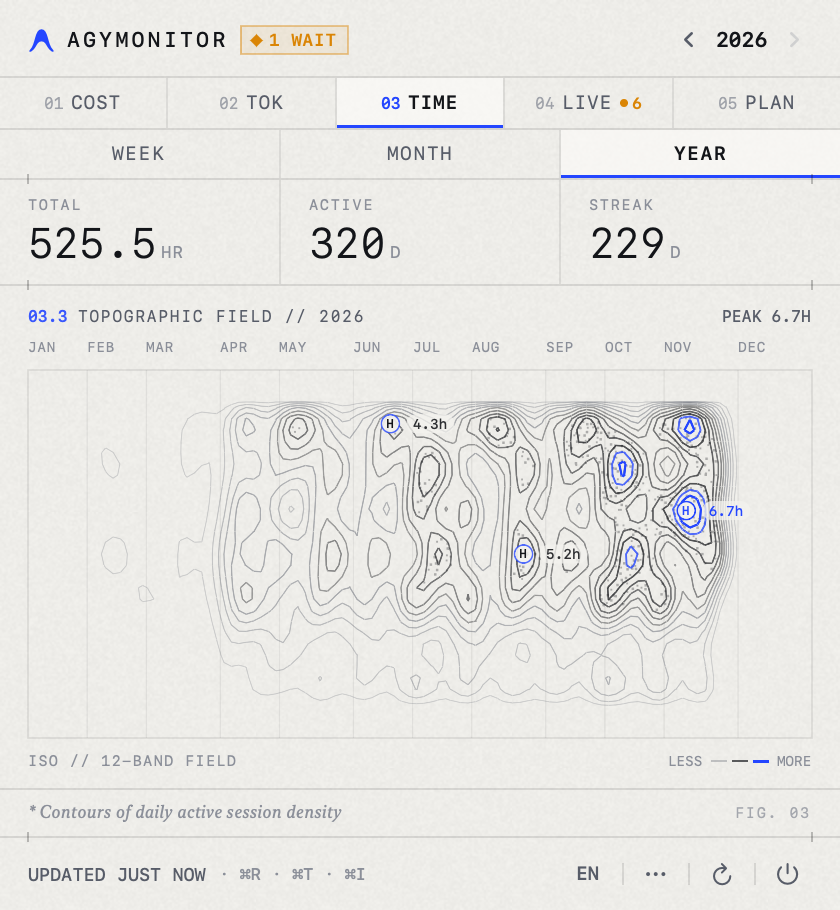 AGYMONITOR ◆ 1 WAIT < 2026 >
01 COST 02 TOK 03 TIME 04 LIVE ●6 05 PLAN
WEEK MONTH YEAR
TOTAL ACTIVE STREAK
525.5 HR 320 D 229 D
03.3 TOPOGRAPHIC FIELD // 2026 PEAK 6.7H
JAN FEB MAR APR MAY JUN JUL AUG SEP OCT NOV DEC
H 4.3h
H 6.7h
H 5.2h
ISO // 12–BAND FIELD LESS MORE
* Contours of daily active session density FIG. 03
UPDATED JUST NOW · ⌘R · ⌘T · ⌘I EN ···